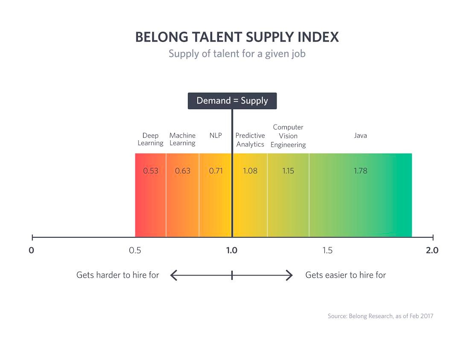 BELONG TALENT SUPPLY INDEX
Supply of talent for a given job
Demand = Supply
Deep
Learning
Machine
Learning
NLP
Predictive
Analytics
Computer
Vision
Engineering
Java
0.53 0.63 0.71 1.08 1.15 1.78
0 0.5 1.0 1.5 2.0
Gets harder to hire for
Gets easier to hire for
Source: Belong Research, as of Feb 2017